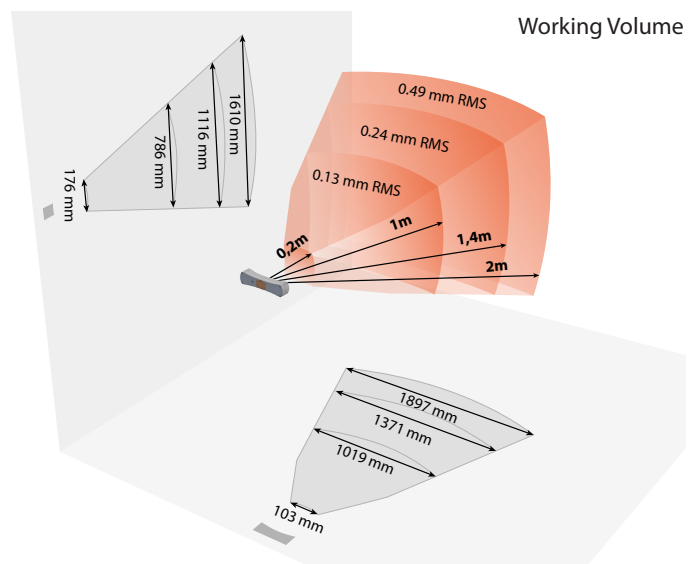 Working Volume
176 mm
786 mm
1116 mm
1610 mm
0.49 mm RMS
0.24 mm RMS
0.13 mm RMS
0,2m
1m
1,4m
2m
1897 mm
1371 mm
1019 mm
103 mm